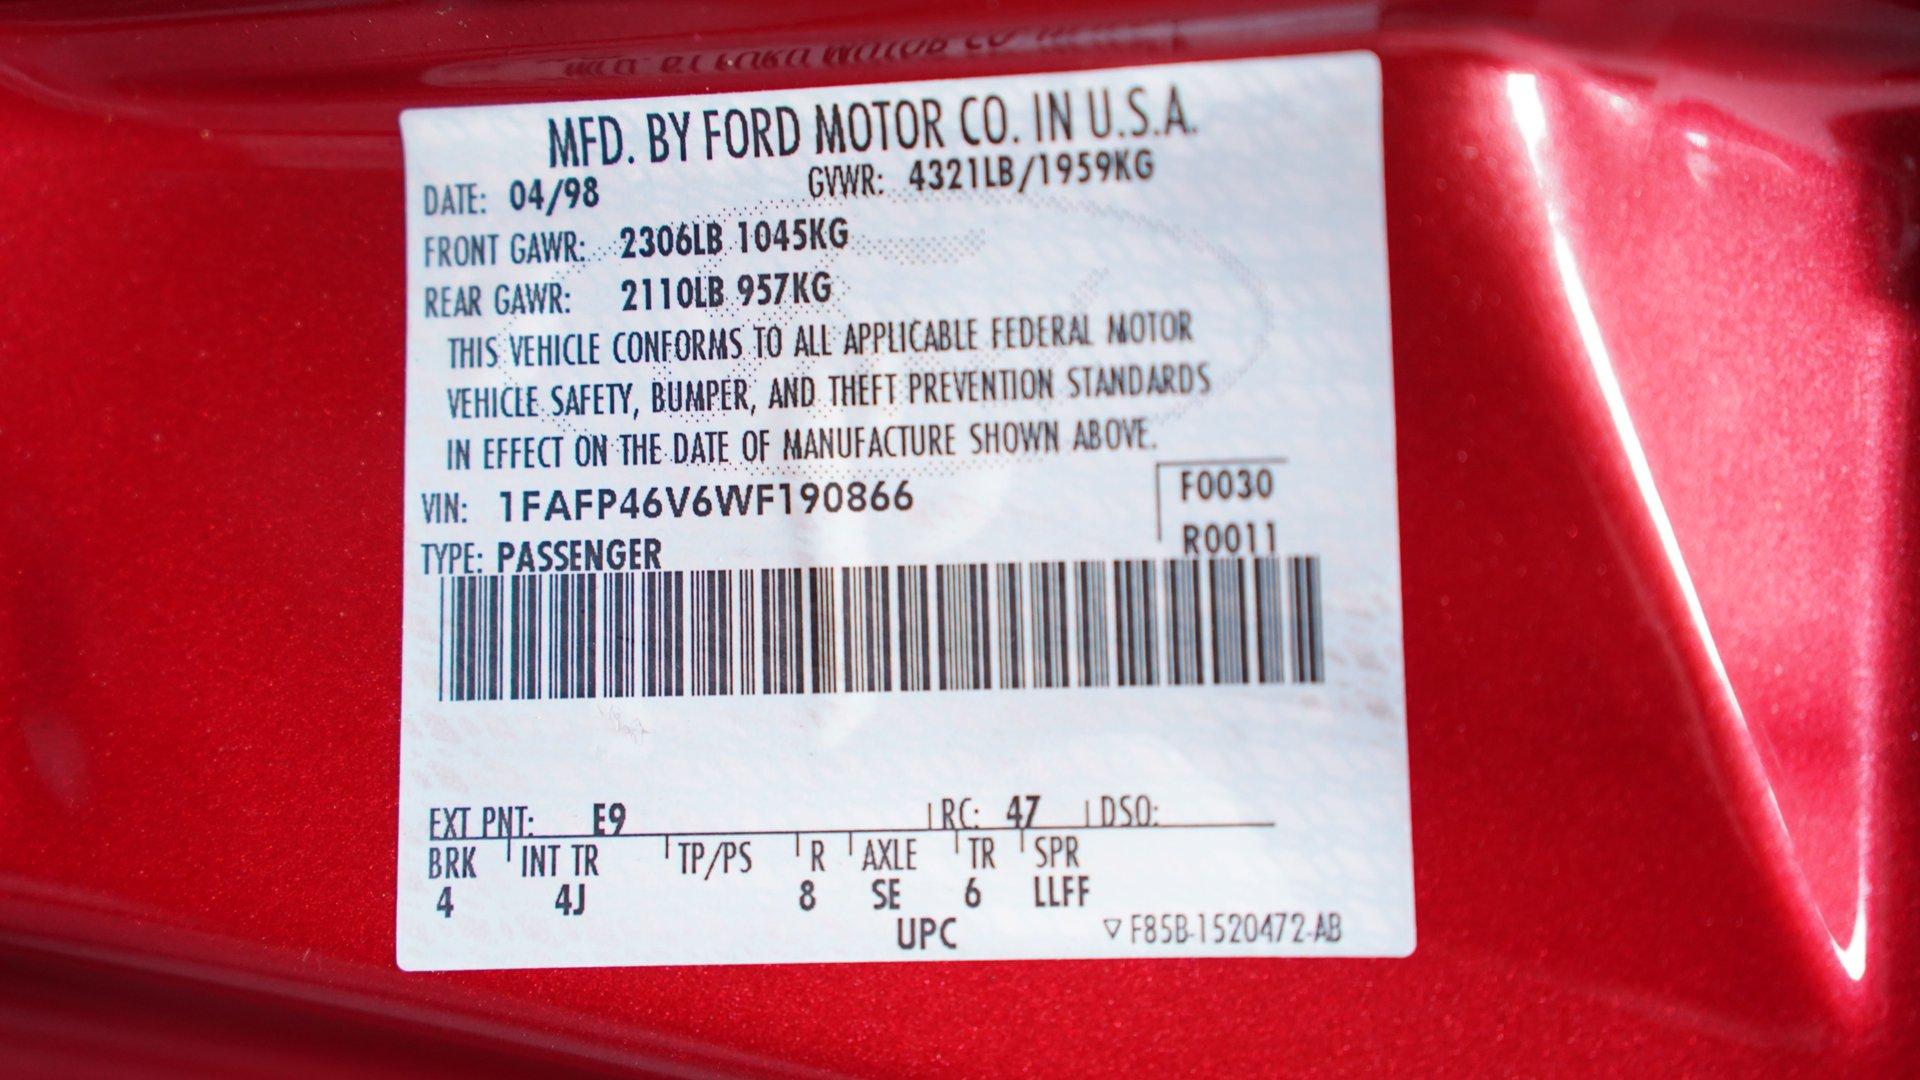 MFD. BY FORD MOTOR CO. IN U.S.A.
DATE: 04/98 GVWR: 4321LB/1959KG
FRONT GAWR: 2306LB 1045KG
REAR GAWR: 2110LB 957KG
THIS VEHICLE CONFORMS TO ALL APPLICABLE FEDERAL MOTOR
VEHICLE SAFETY, BUMPER, AND THEFT PREVENTION STANDARDS
IN EFFECT ON THE DATE OF MANUFACTURE SHOWN ABOVE.
VIN: 1FAFP46V6WF190866 F0030
TYPE: PASSENGER R0011
EXT PNT: E9 RC: 47 DSO:
BRK INT TR TP/PS R AXLE TR SPR
4 4J 8 SE 6 LLFF
UPC ▽ F85B-1520472-AB